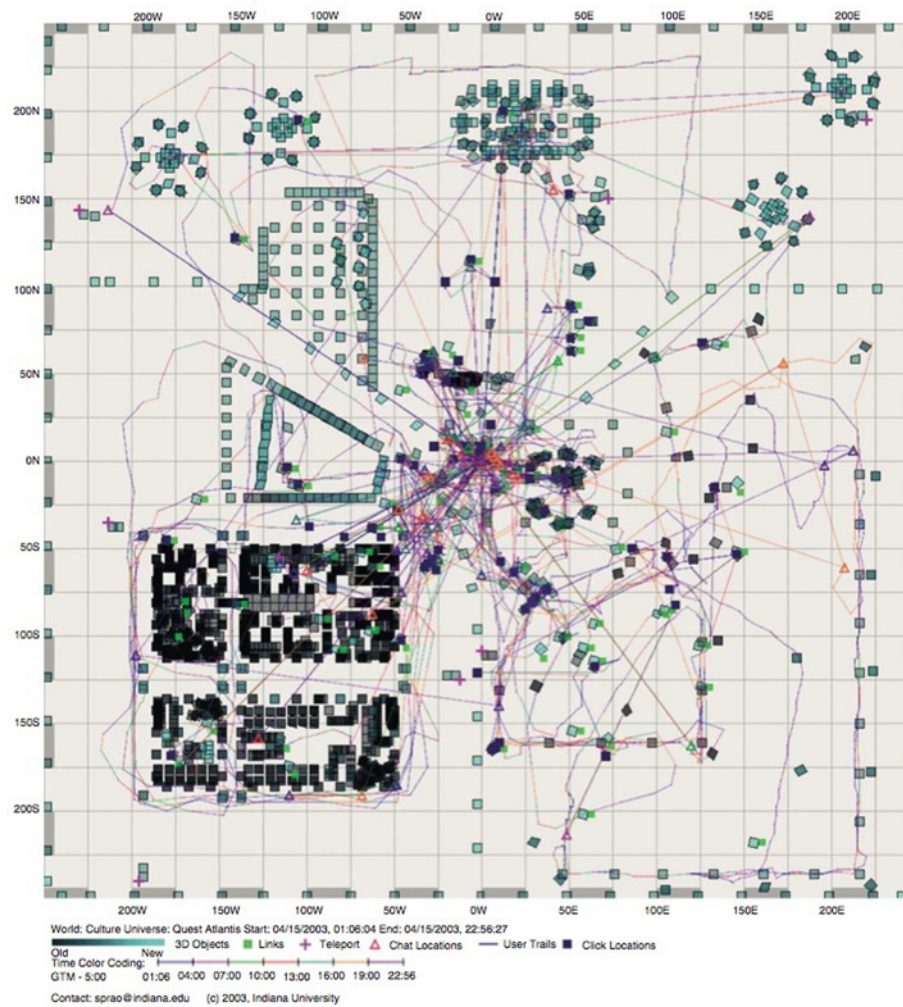 200W 150W 100W 50W 0W 50E 100E 150E 200E
200N
150N
100N
50N
0N
50S
100S
150S
200S
200W 150W 100W 50W 0W 50E 100E 150E 200E
World: Culture Universe: Quest Atlantis Start: 04/15/2003, 01:06:04 End: 04/15/2003, 22:56:27
3D Objects Links Teleport Chat Locations User Trails Click Locations
Old New
Time Color Coding:
GTM - 5:00 01:06 04:00 07:00 10:00 13:00 16:00 19:00 22:56
Contact: sprao@indiana.edu (c) 2003, Indiana University